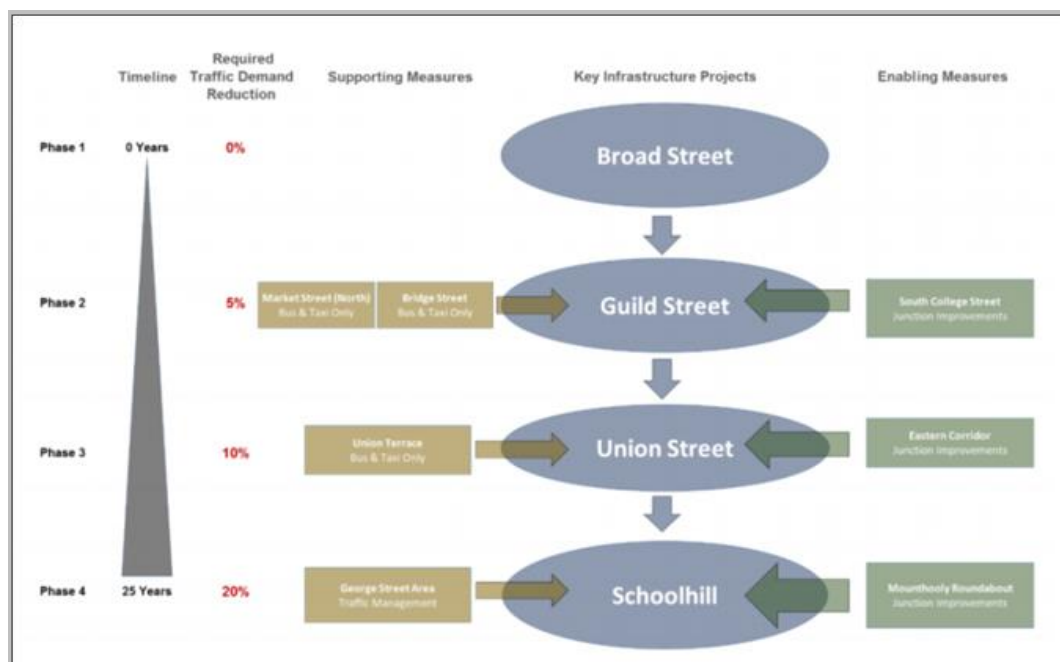 Timeline
Required
Traffic Demand
Reduction
Supporting Measures
Key Infrastructure Projects
Enabling Measures
Phase 1
0 Years
0%
Broad Street
Phase 2
5%
Market Street (North)
Bus & Taxi Only
Bridge Street
Bus & Taxi Only
Guild Street
South College Street
Junction Improvements
Phase 3
10%
Union Terrace
Bus & Taxi Only
Union Street
Eastern Corridor
Junction Improvements
Phase 4
25 Years
20%
George Street Area
Traffic Management
Schoolhill
Mounthooly Roundabout
Junction Improvements